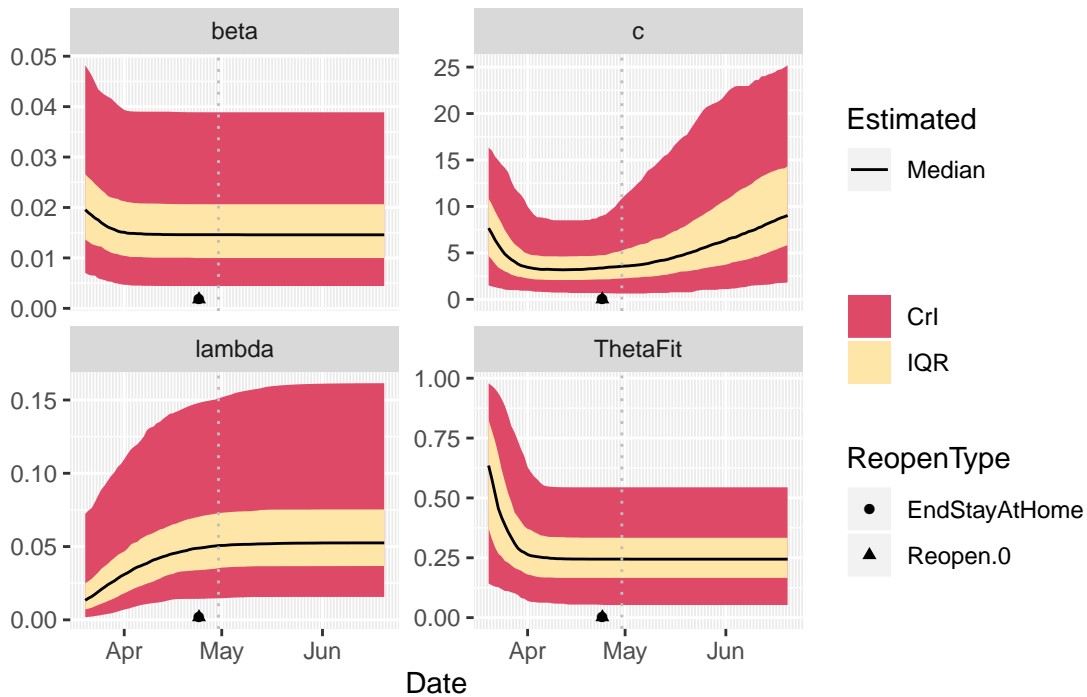 beta
c
0.05
0.04
0.03
0.02
0.01
0.00
25
20
15
10
5
0
lambda
ThetaFit
0.15
0.10
0.05
0.00
1.00
0.75
0.50
0.25
0.00
Apr
May
Jun
Apr
May
Jun
Date
Estimated
Median
CrI
IQR
ReopenType
EndStayAtHome
Reopen.0